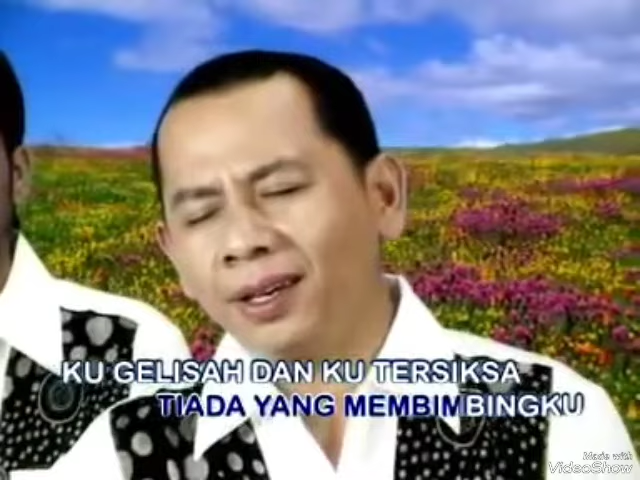 KU GELISAH DAN KU TERSIKSA
TIADA YANG MEMBIMBINGKU
Made with
VideoShow